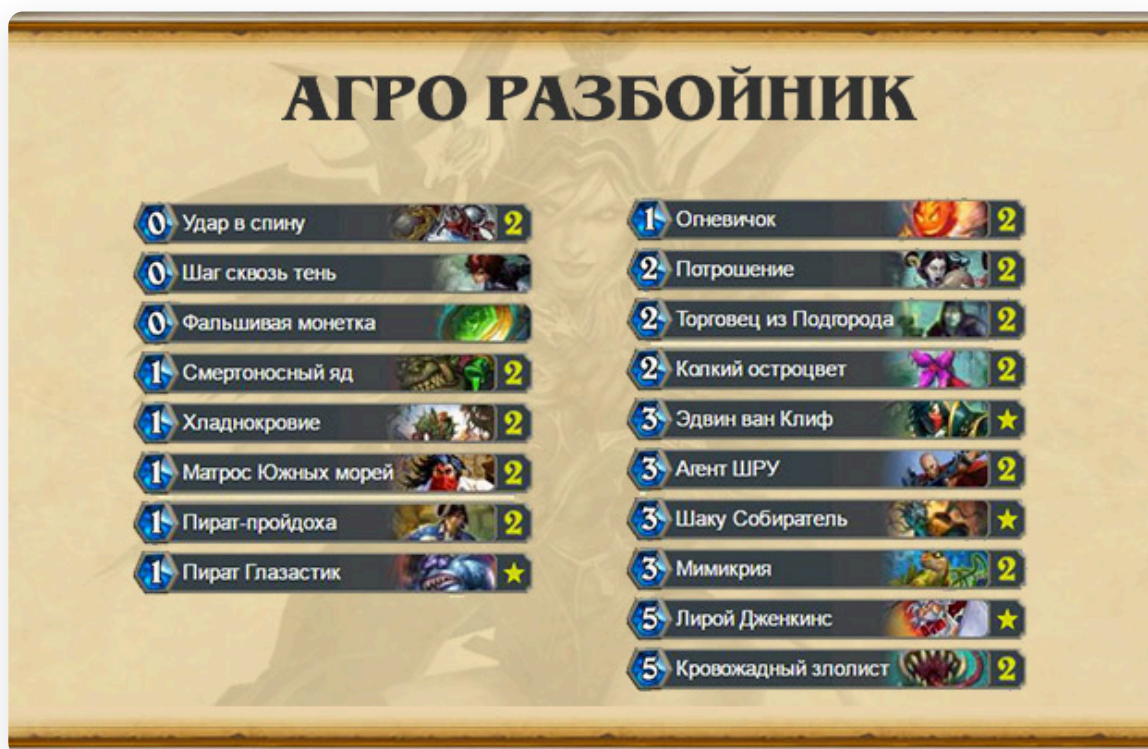 АГРО РАЗБОЙНИК
0 Удар в спину 2
0 Шаг сквозь тень
0 Фальшивая монетка
1 Смертоносный яд 2
1 Хладнокровие 2
1 Матрос Южных морей 2
1 Пират-пройдоха 2
1 Пират Глазастик ★
1 Огневичок 2
2 Потрошение 2
2 Торговец из Подгорода 2
2 Колкий остроцвет 2
3 Эдвин ван Клиф ★
3 Агент ШРУ 2
3 Шаку Собиратель ★
3 Мимикрия 2
5 Лирой Дженкинс ★
5 Кровожадный злолист 2